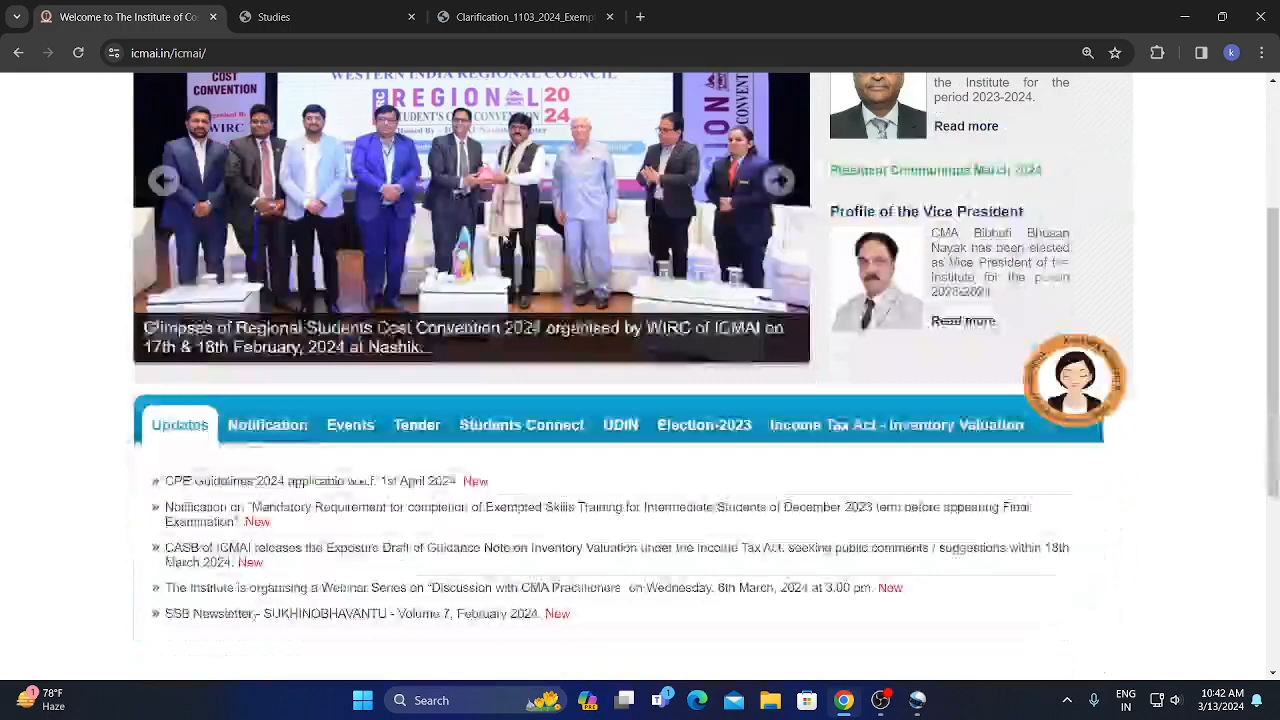 Welcome to The Institute of Co
Studies
Clarification_1103_2024_Exemp
icmai.in/icmai/
k
COST
CONVENTION
WIRC
WESTERN INDIA REGIONAL COUNCIL
REGIONAL
2024
STUDENT'S CONVENTION
the Institute for the
period 2023-2024.
Read more
President Communique March 2024
Profile of the Vice President
CMA Bibhuti Bhusan
Nayak has been elected
as Vice President of the
Institute for the
Read more
Glimpses of Regional Students Cost Convention 2024 organised by WIRC of ICMAI on
17th & 18th February, 2024 at Nashik.
Updates Notification Events Tender Students Connect UDIN Election-2023 Income Tax Act - Inventory Valuation
» CPE Guidelines 2024 applicable w.e.f. 1st April 2024 New
» Notification on "Mandatory Requirement for completion of Exempted Skills Training for Intermediate Students of December 2023 term before appearing Final
Examination" New
» CASB of ICMAI releases the Exposure Draft of Guidance Note on Inventory Valuation under the Income Tax Act, seeking public comments / suggestions within 18th
March 2024. New
» The Institute is organising a Webinar Series on "Discussion with CMA Practitioners" on Wednesday, 6th March, 2024 at 3.00 pm. New
» SSB Newsletter - SUKHINOBHAVANTU - Volume 7, February 2024. New
1
78°F
Haze
Search
PRE
1
ENG
IN
10:42 AM
3/13/2024